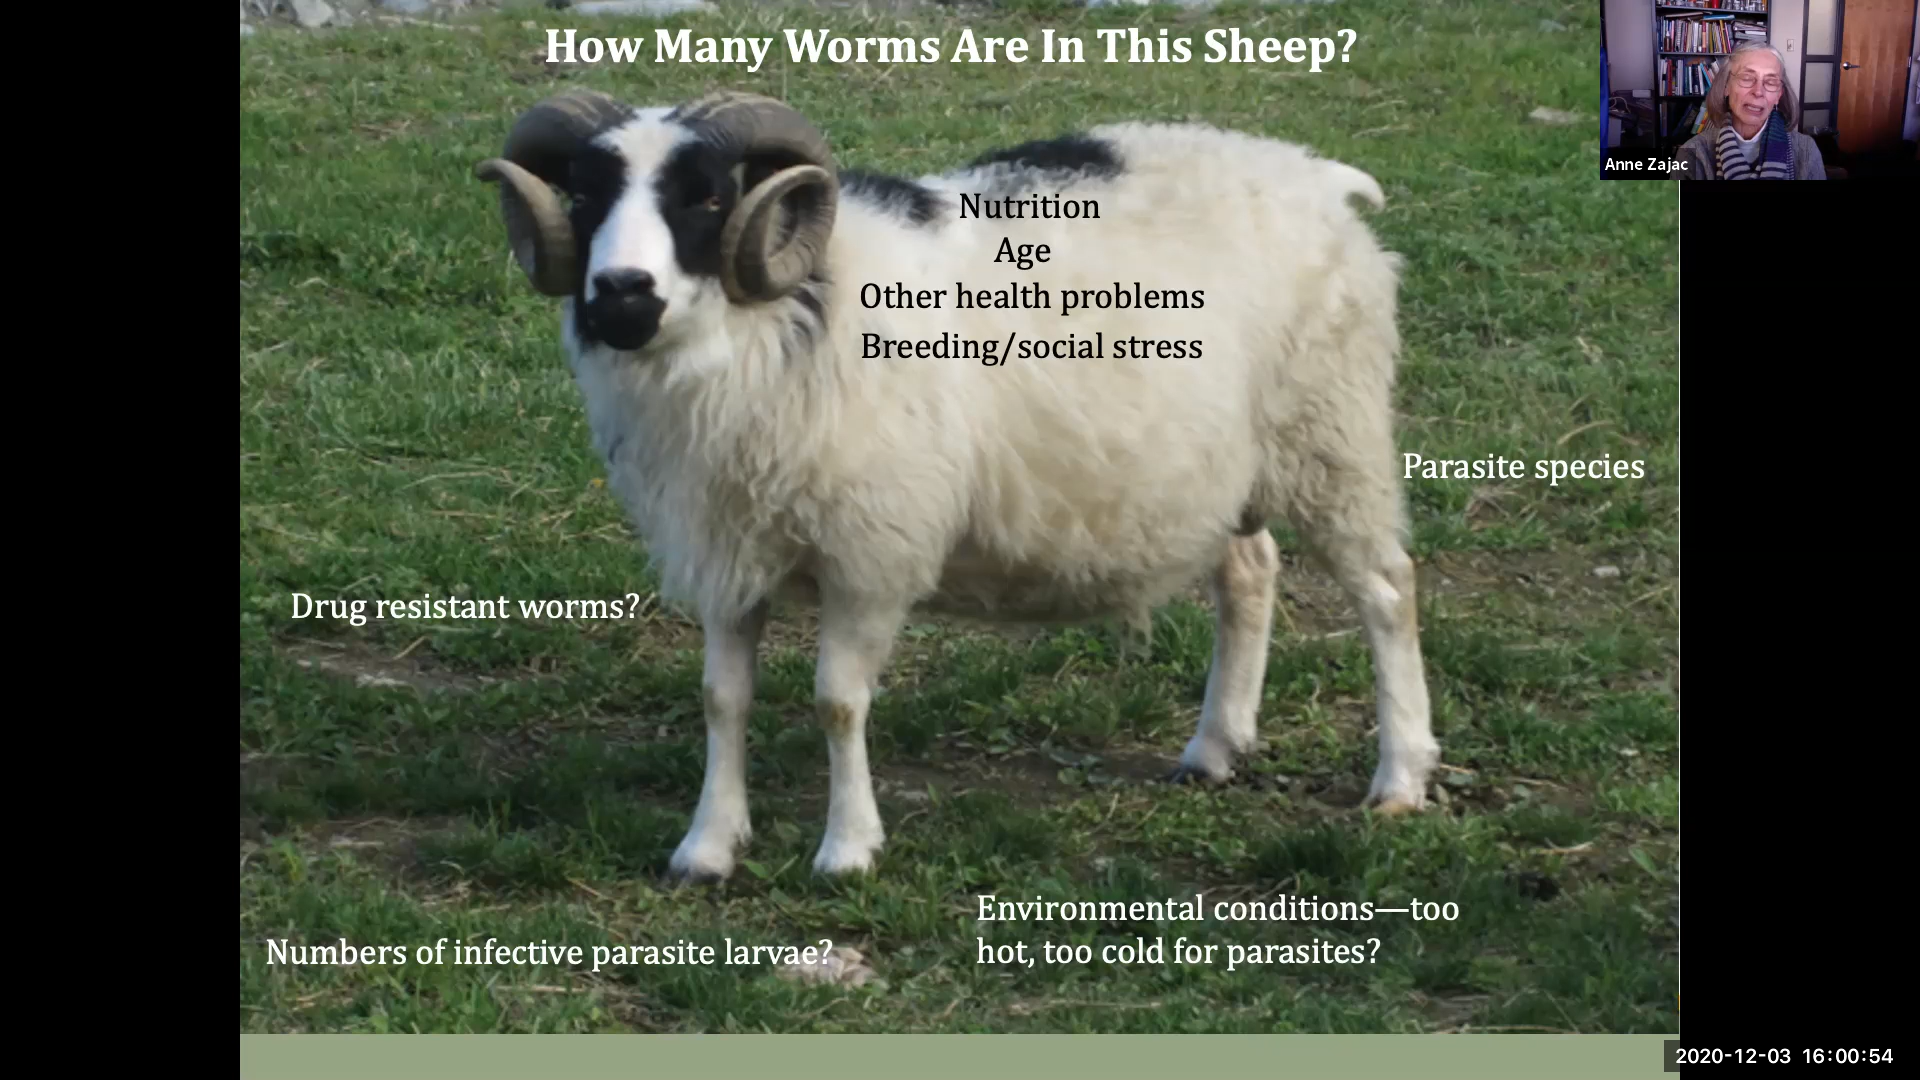 How Many Worms Are In This Sheep?
Anne Zajac
Nutrition
Age
Other health problems
Breeding/social stress
Parasite species
Drug resistant worms?
Environmental conditions—too
hot, too cold for parasites?
Numbers of infective parasite larvae?
2020-12-03 16:00:54